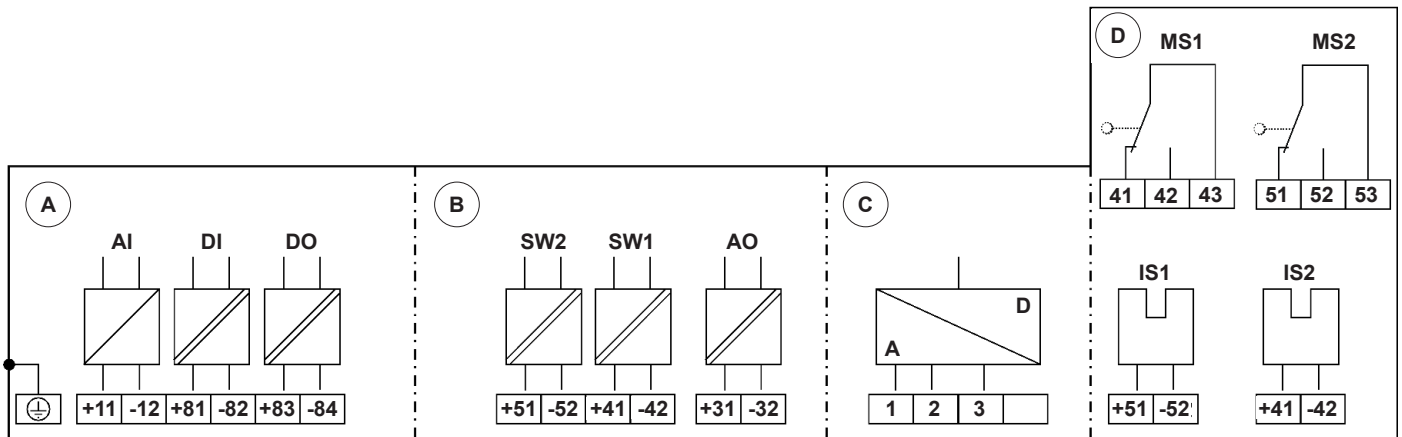 D
MS1 MS2
41 42 43 51 52 53
A B C
AI DI DO SW2 SW1 AO IS1 IS2
D
A
+11 -12 +81 -82 +83 -84 +51 -52 +41 -42 +31 -32 1 2 3 +51 -52 +41 -42